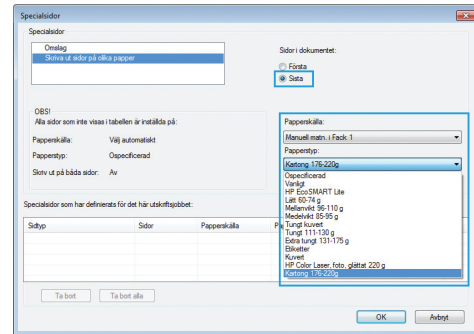 Specialsidor
Specialsidor
Omslag
Skriva ut sidor på olika papper
Sidor i dokumentet:
Första
Sista
OBS!
Alla sidor som inte visas i tabellen är inställda på:
Papperskälla: Välj automatiskt
Papperstyp: Ospecificerad
Skriv ut på båda sidor: Av
Papperskälla:
Manuell matn. i Fack 1
Papperstyp:
Kartong 176-220g
Ospecificerad
Vanligt
HP EcoSMART Lite
Lätt 60-74 g
Mellanvikt 96-110 g
Medelvikt 85-95 g
Tungt kuvert
Tungt 111-130 g
Extra tungt 131-175 g
Etiketter
Kuvert
HP Color Laser, foto, glättat 220 g
Kartong 176-220g
Specialsidor som har definierats för det här utskriftsjobbet:
Sidtyp Sidor Papperskälla
Ta bort Ta bort alla
OK Avbryt